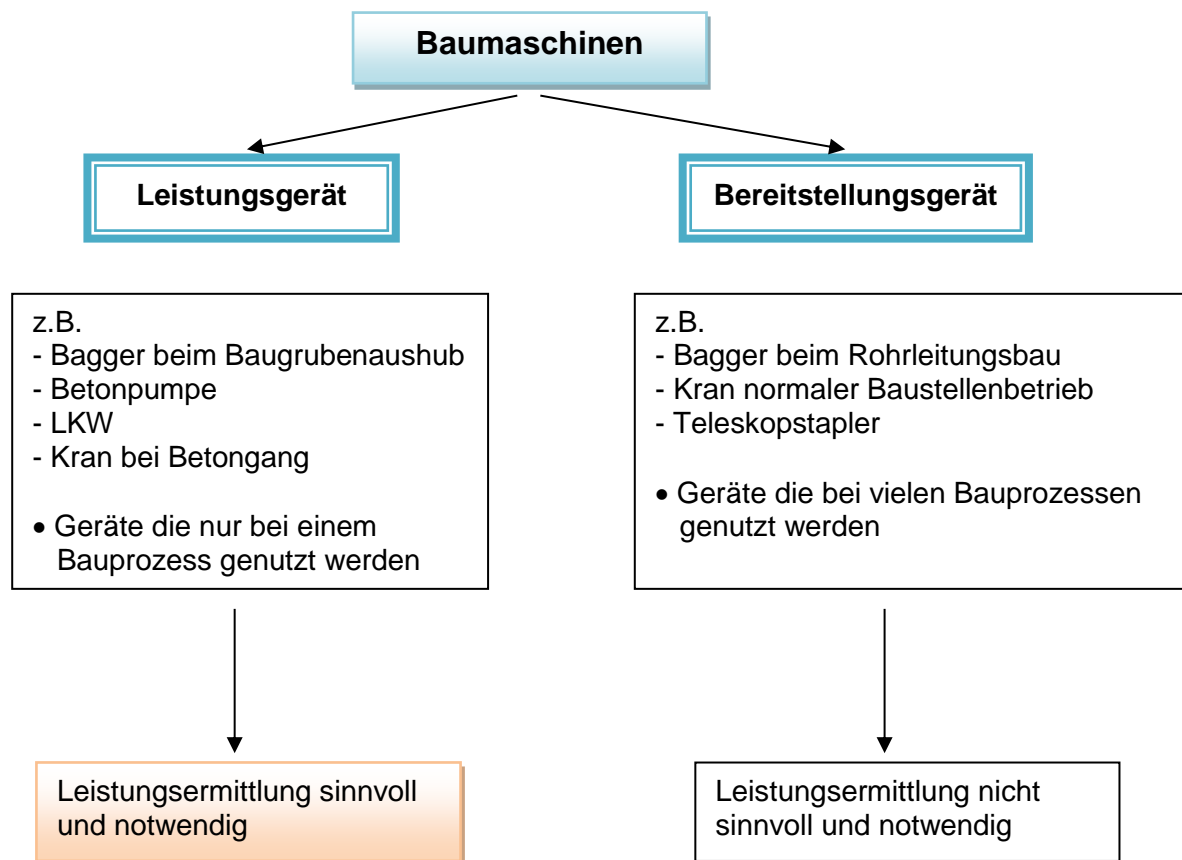 Baumaschinen
Leistungsgerät
Bereitstellungsgerät
z.B.
- Bagger beim Baugrubenaushub
- Betonpumpe
- LKW
- Kran bei Betongang
• Geräte die nur bei einem
Bauprozess genutzt werden
z.B.
- Bagger beim Rohrleitungsbau
- Kran normaler Baustellenbetrieb
- Teleskopstapler
• Geräte die bei vielen Bauprozessen
genutzt werden
Leistungsermittlung sinnvoll
und notwendig
Leistungsermittlung nicht
sinnvoll und notwendig